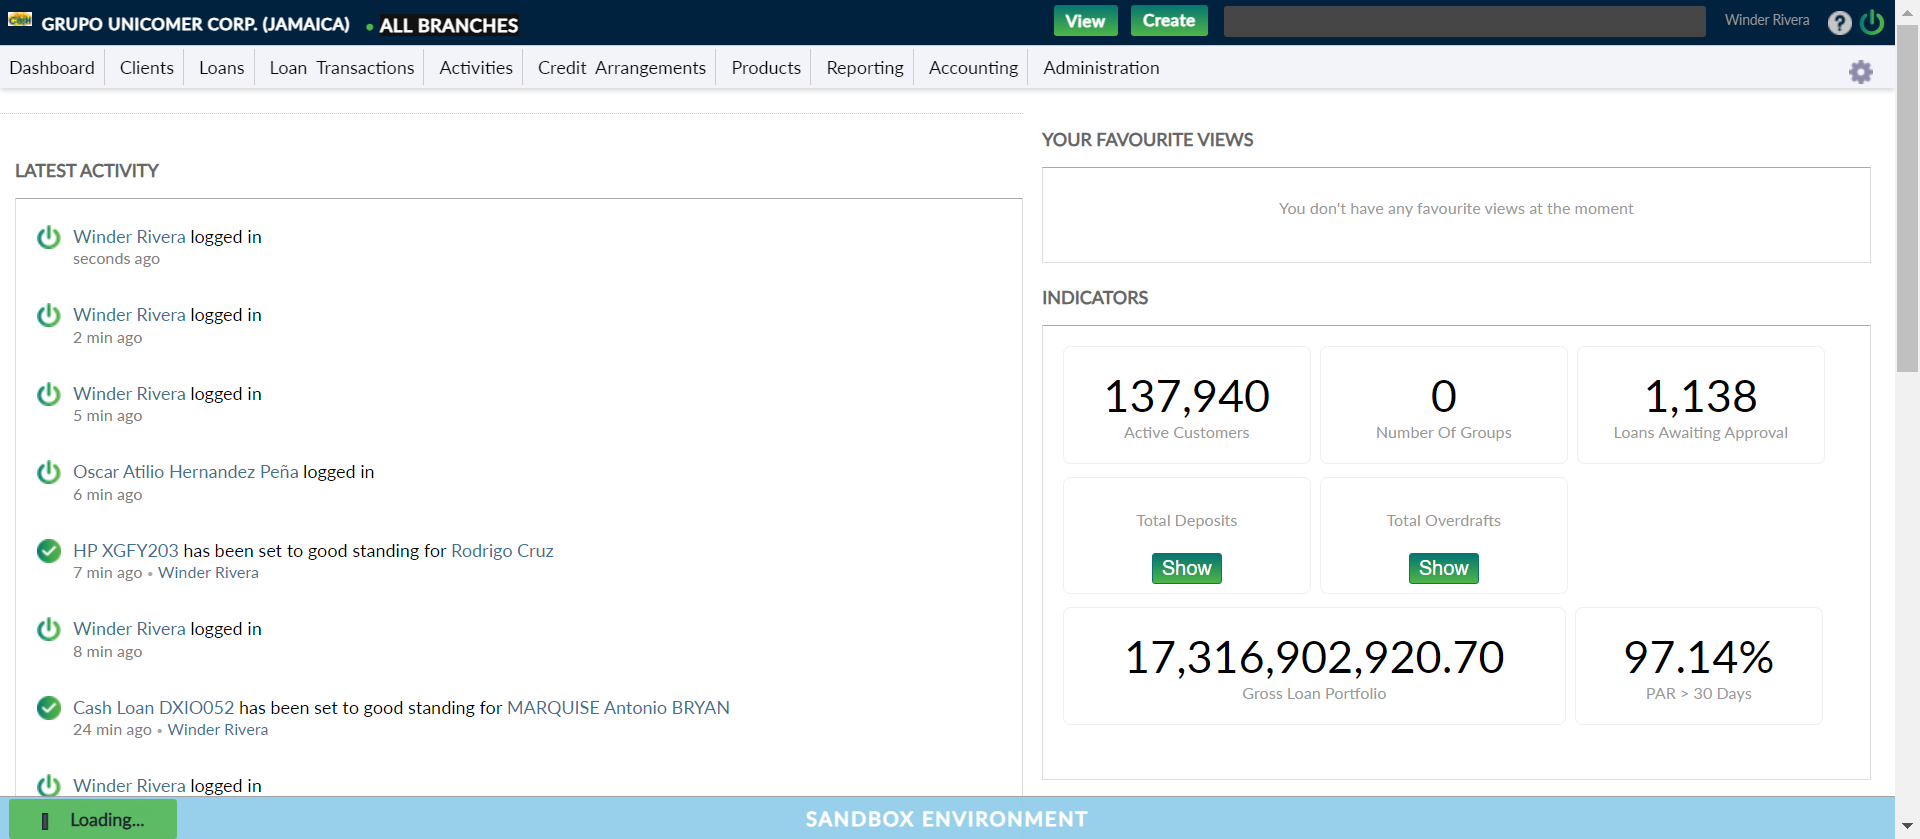 Cash GRUPO UNICOMER CORP. (JAMAICA) • ALL BRANCHES View Create Winder Rivera ?
Dashboard Clients Loans Loan Transactions Activities Credit Arrangements Products Reporting Accounting Administration
LATEST ACTIVITY
Winder Rivera logged in
seconds ago
Winder Rivera logged in
2 min ago
Winder Rivera logged in
5 min ago
Oscar Atilio Hernandez Peña logged in
6 min ago
HP XGFY203 has been set to good standing for Rodrigo Cruz
7 min ago • Winder Rivera
Winder Rivera logged in
8 min ago
Cash Loan DXIO052 has been set to good standing for MARQUISE Antonio BRYAN
24 min ago • Winder Rivera
Winder Rivera logged in
YOUR FAVOURITE VIEWS
You don't have any favourite views at the moment
INDICATORS
137,940
Active Customers
0
Number Of Groups
1,138
Loans Awaiting Approval
Total Deposits
Show
Total Overdrafts
Show
17,316,902,920.70
Gross Loan Portfolio
97.14%
PAR > 30 Days
Loading...
SANDBOX ENVIRONMENT